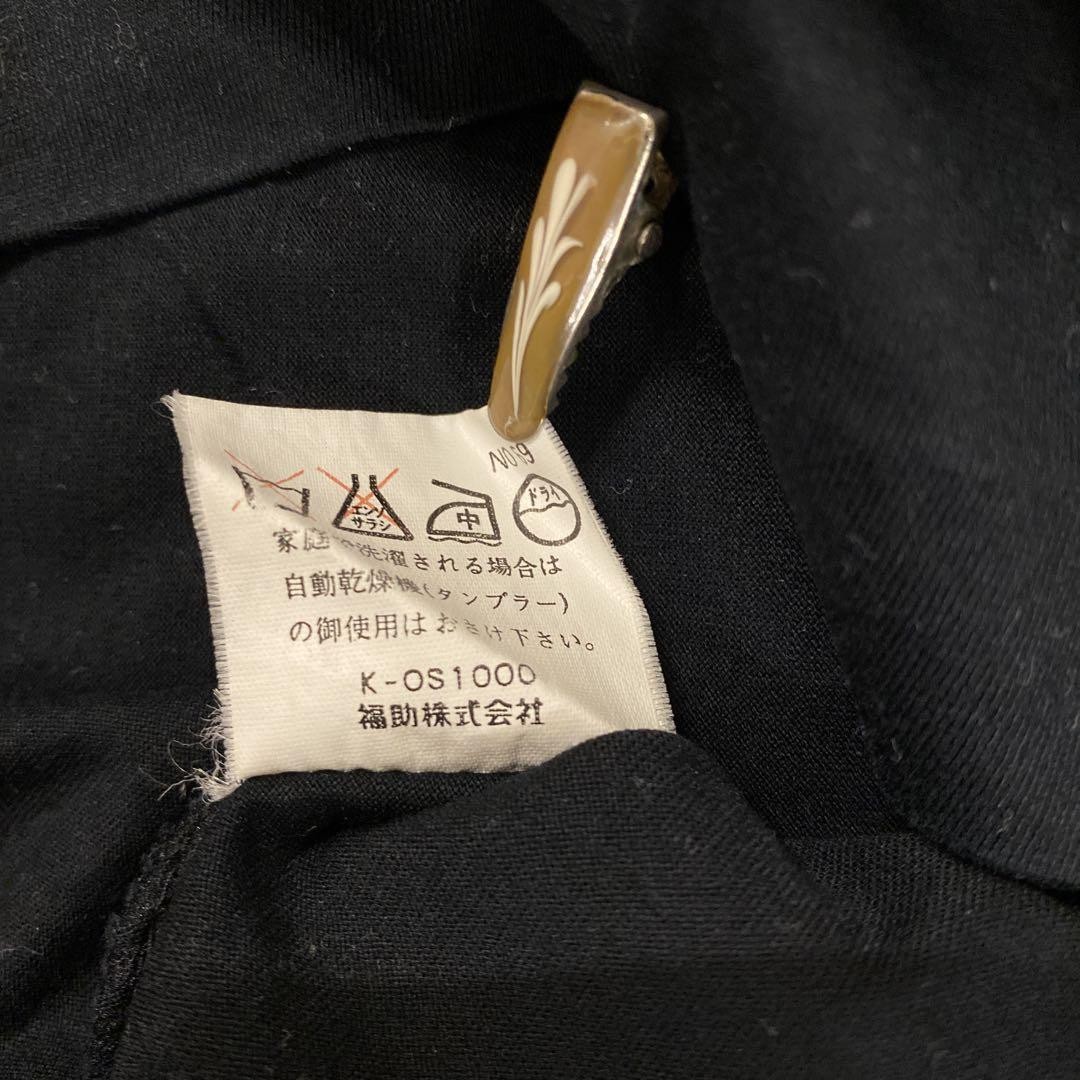 No 9
エンソ
サラシ
中
ドライ
家庭で洗濯される場合は
自動乾燥機(タンブラー)
の御使用はおさけ下さい。
K-OS1000
福助株式会社